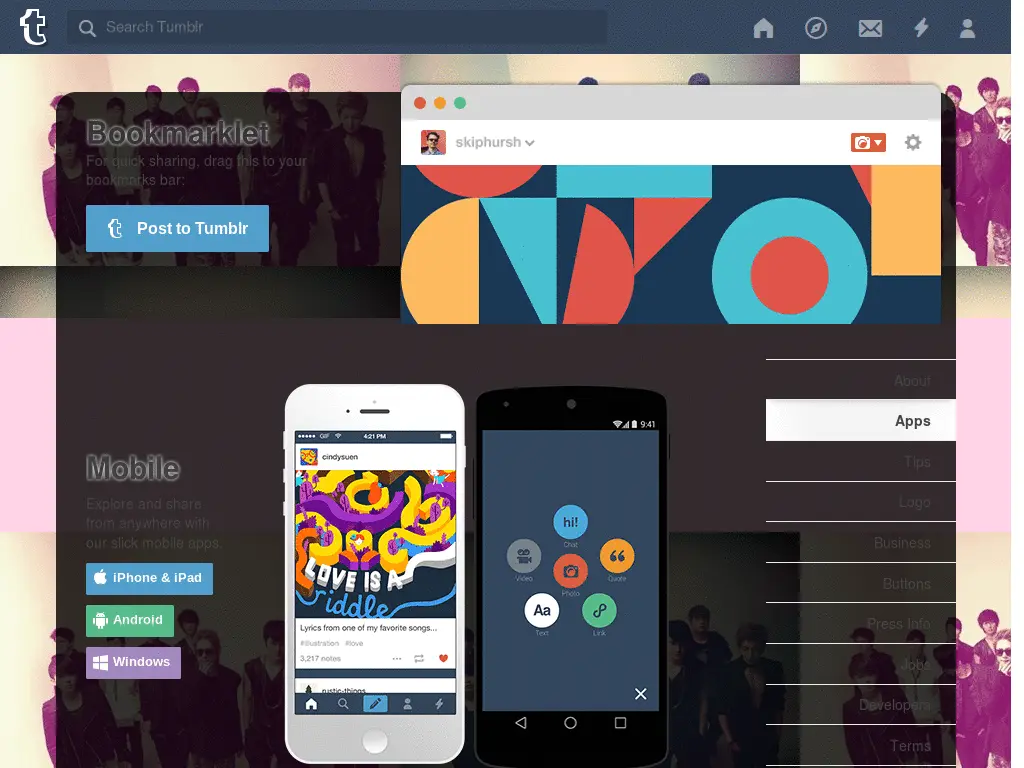 Search Tumblr
Bookmarklet
For quick sharing, drag this to your
bookmarks bar:
Post to Tumblr
skiphursh
Mobile
Explore and share
from anywhere with
our slick mobile apps.
iPhone & iPad
Android
Windows
GIF
4:21 PM
cindysuen
LOVE IS A
riddle
Lyrics from one of my favorite songs...
#illustration #love
3,217 notes
rustic-things
9:41
hi!
Chat
Video
Quote
Photo
Aa
Text
Link
About
Apps
Tips
Logo
Business
Buttons
Press Info
Jobs
Developers
Terms